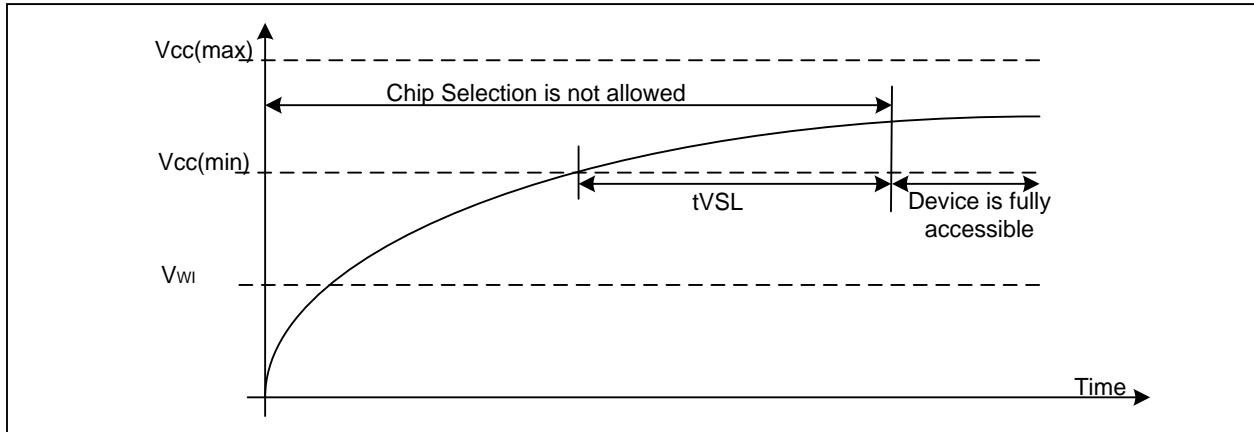 Vcc(max)
Chip Selection is not allowed
Vcc(min)
tVSL
Device is fully
accessible
VWI
Time